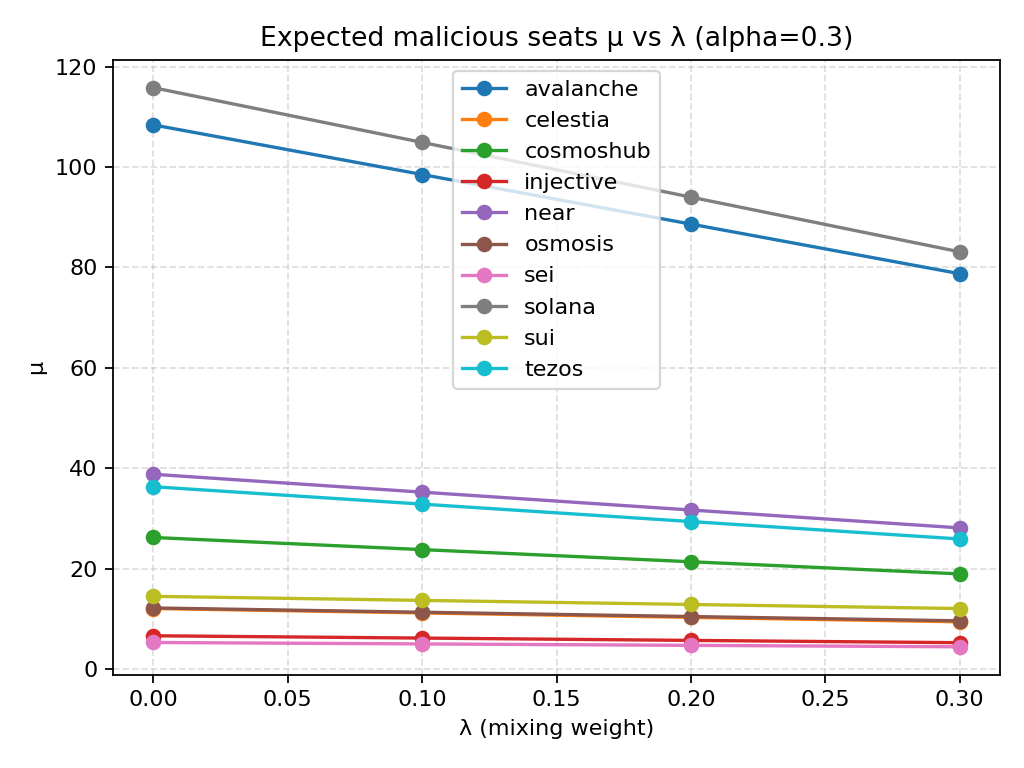 Expected malicious seats μ vs λ (alpha=0.3)
120
100
80
60
40
20
0
μ
avalanche
celestia
cosmoshub
injective
near
osmosis
sei
solana
sui
tezos
0.00
0.05
0.10
0.15
0.20
0.25
0.30
λ (mixing weight)